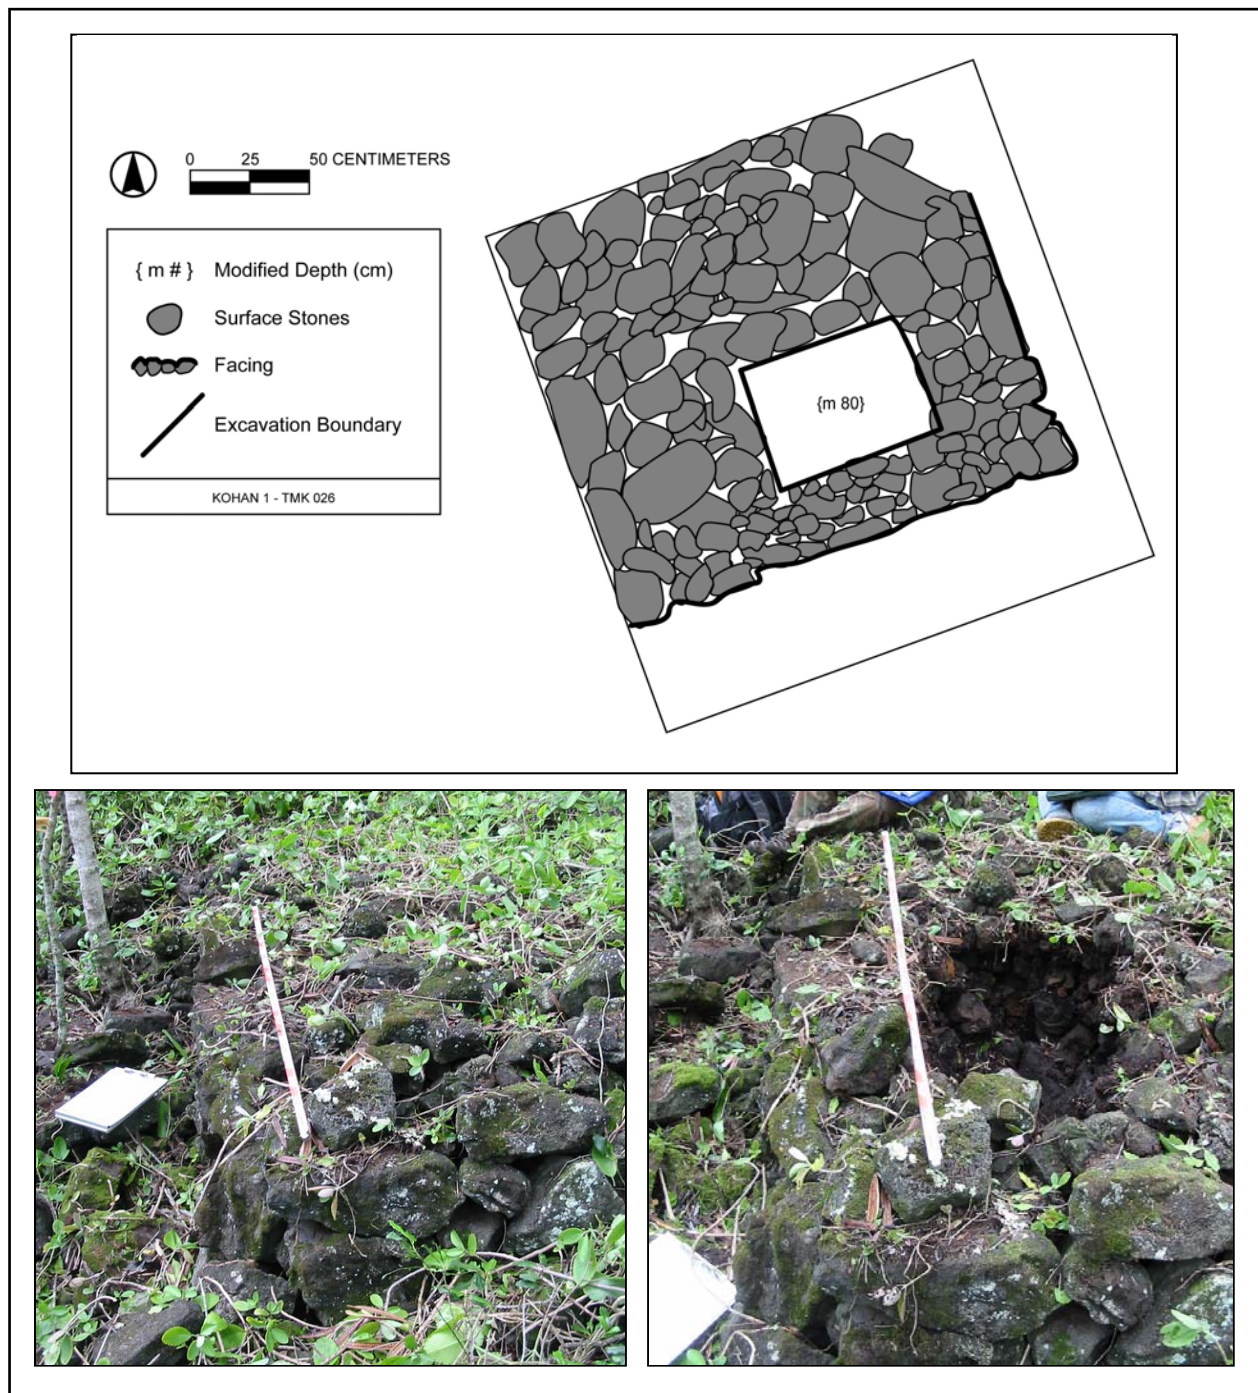 0 25 50 CENTIMETERS
{ m # } Modified Depth (cm)
Surface Stones
Facing
Excavation Boundary
KOHAN 1 - TMK 026
{m 80}